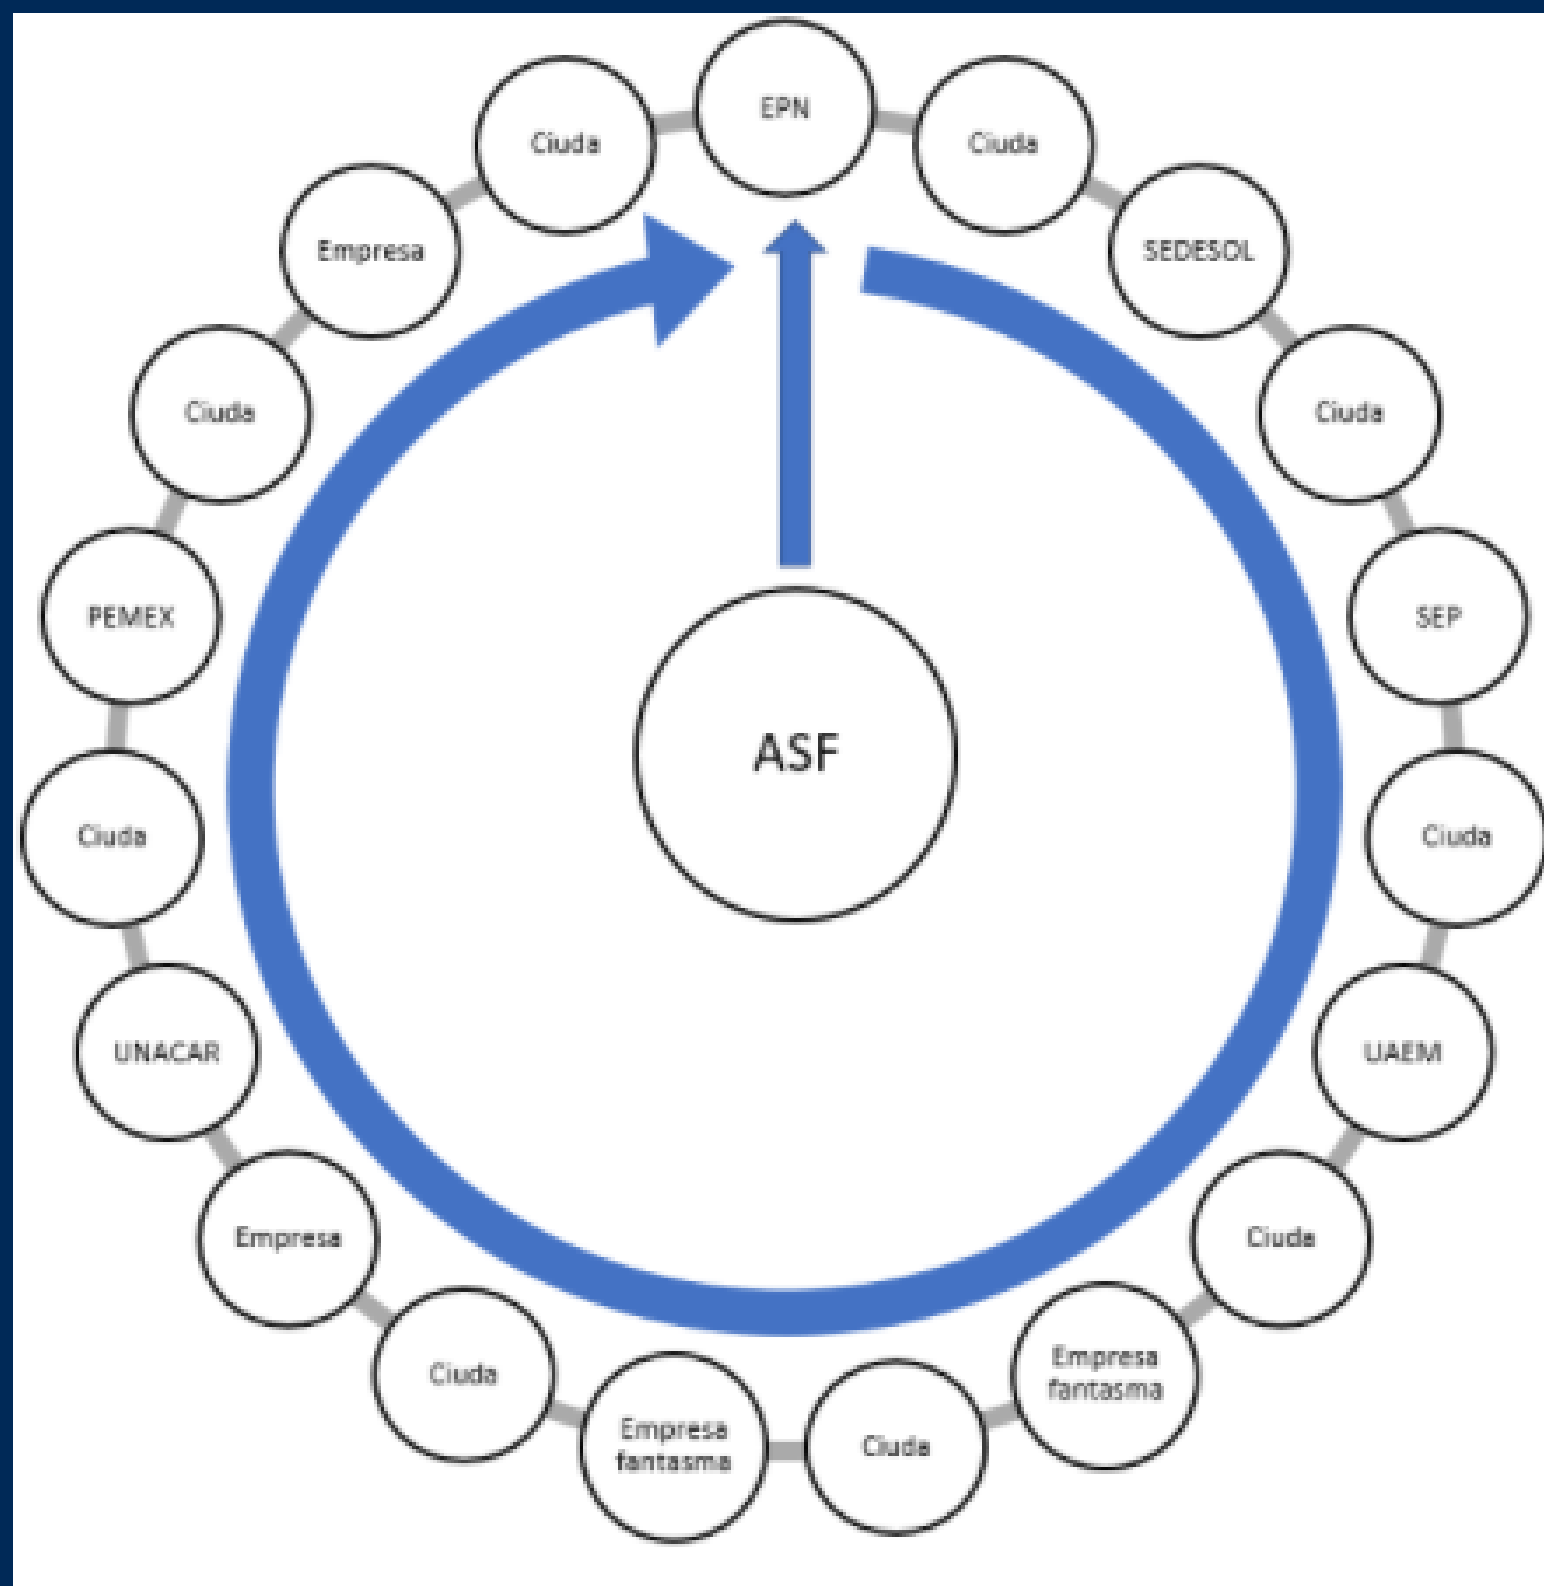 EPN
Ciuda
SEDESOL
Ciuda
SEP
Ciuda
UAEM
Ciuda
Empresa
fantasma
Ciuda
Empresa
fantasma
Ciuda
Empresa
UNACAR
Ciuda
PEMEX
Ciuda
Empresa
Ciuda
ASF